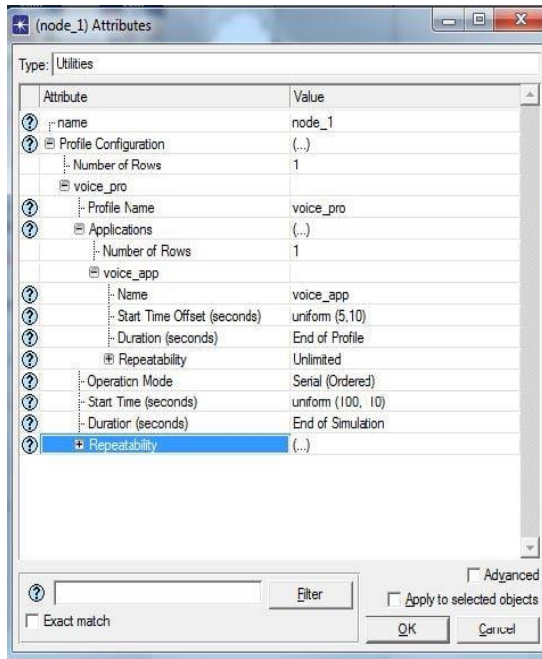 (node_1) Attributes
Type: Utilities
Attribute Value
name node_1
Profile Configuration (...)
Number of Rows 1
voice_pro
Profile Name voice_pro
Applications (...)
Number of Rows 1
voice_app
Name voice_app
Start Time Offset (seconds) uniform (5,10)
Duration (seconds) End of Profile
Repeatability Unlimited
Operation Mode Serial (Ordered)
Start Time (seconds) uniform (100, 10)
Duration (seconds) End of Simulation
Repeatability (...)
Advanced
Filter
Apply to selected objects
Exact match
OK Cancel